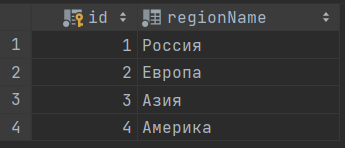 id regionName
1 1 Россия
2 2 Европа
3 3 Азия
4 4 Америка